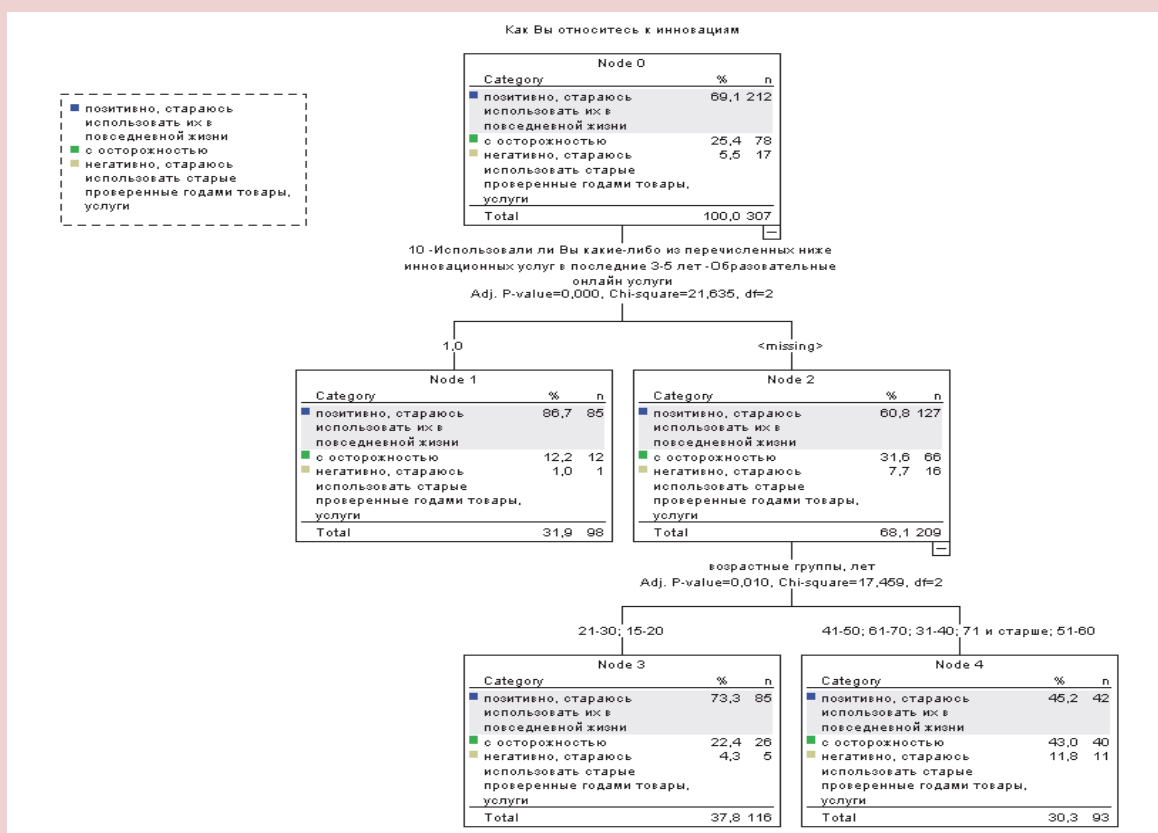 Как Вы относитесь к инновациям
позитивно, стараюсь
использовать их в
повседневной жизни
с осторожностью
негативно, стараюсь
использовать старые
проверенные годами товары,
услуги
Node 0
Category % n
позитивно, стараюсь 69,1 212
использовать их в
повседневной жизни
с осторожностью 25,4 78
негативно, стараюсь 5,5 17
использовать старые
проверенные годами товары,
услуги
Total 100,0 307
10 -Использовали ли Вы какие-либо из перечисленных ниже
инновационных услуг в последние 3-5 лет -Образовательные
онлайн услуги
Adj. P-value=0,000, Chi-square=21,635, df=2
1,0
<missing>
Node 1
Category % n
позитивно, стараюсь 86,7 85
использовать их в
повседневной жизни
с осторожностью 12,2 12
негативно, стараюсь 1,0 1
использовать старые
проверенные годами товары,
услуги
Total 31,9 98
Node 2
Category % n
позитивно, стараюсь 60,8 127
использовать их в
повседневной жизни
с осторожностью 31,6 66
негативно, стараюсь 7,7 16
использовать старые
проверенные годами товары,
услуги
Total 68,1 209
возрастные группы, лет
Adj. P-value=0,010, Chi-square=17,459, df=2
21-30; 15-20
41-50; 61-70; 31-40; 71 и старше; 51-60
Node 3
Category % n
позитивно, стараюсь 73,3 85
использовать их в
повседневной жизни
с осторожностью 22,4 26
негативно, стараюсь 4,3 5
использовать старые
проверенные годами товары,
услуги
Total 37,8 116
Node 4
Category % n
позитивно, стараюсь 45,2 42
использовать их в
повседневной жизни
с осторожностью 43,0 40
негативно, стараюсь 11,8 11
использовать старые
проверенные годами товары,
услуги
Total 30,3 93